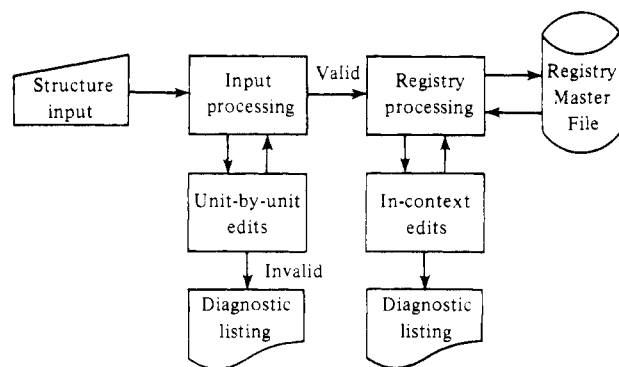 Structure
input
Input
processing
Valid
Registry
processing
Registry
Master
File
Unit-by-unit
edits
In-context
edits
Invalid
Diagnostic
listing
Diagnostic
listing